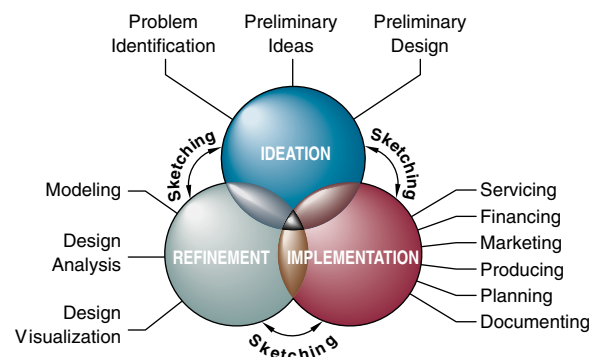 Problem
Identification
Preliminary
Ideas
Preliminary
Design
IDEATION
Sketching
Sketching
Modeling
Design
Analysis
Design
Visualization
REFINEMENT
IMPLEMENTATION
Servicing
Financing
Marketing
Producing
Planning
Documenting
Sketching